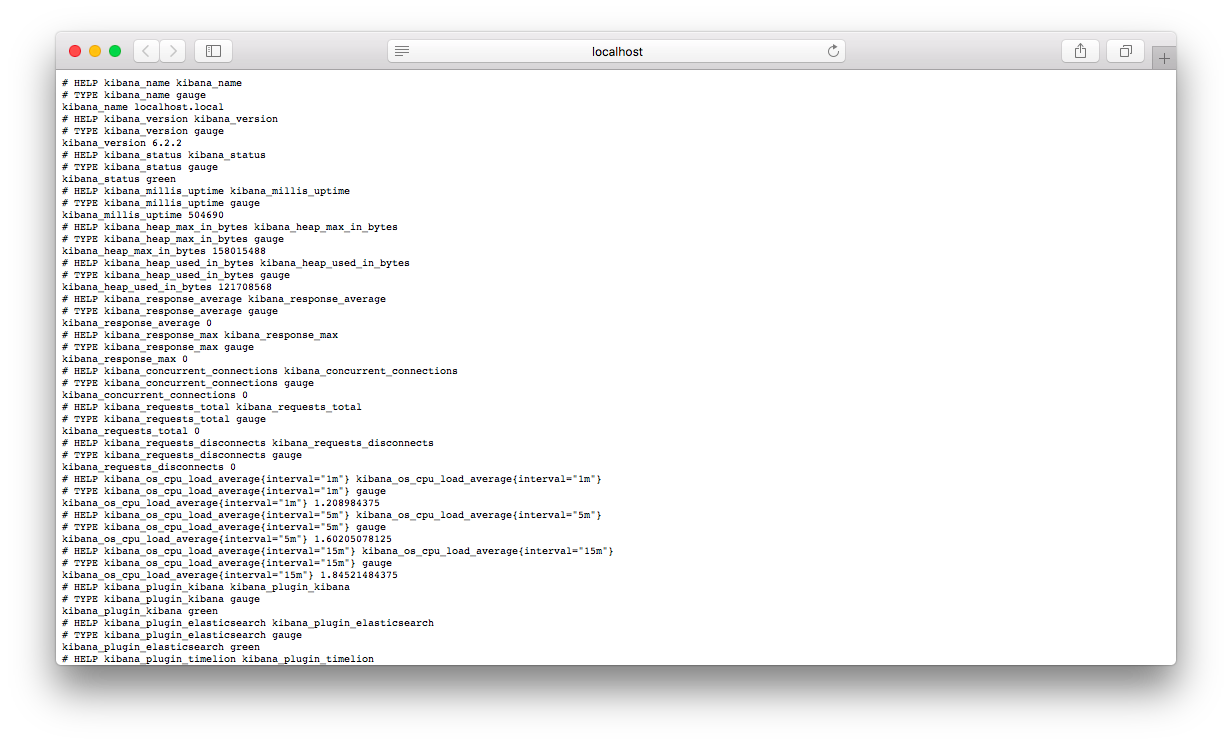 localhost
# HELP kibana_name kibana_name
# TYPE kibana_name gauge
kibana_name localhost.local
# HELP kibana_version kibana_version
# TYPE kibana_version gauge
kibana_version 6.2.2
# HELP kibana_status kibana_status
# TYPE kibana_status gauge
kibana_status green
# HELP kibana_millis_uptime kibana_millis_uptime
# TYPE kibana_millis_uptime gauge
kibana_millis_uptime 504690
# HELP kibana_heap_max_in_bytes kibana_heap_max_in_bytes
# TYPE kibana_heap_max_in_bytes gauge
kibana_heap_max_in_bytes 158015488
# HELP kibana_heap_used_in_bytes kibana_heap_used_in_bytes
# TYPE kibana_heap_used_in_bytes gauge
kibana_heap_used_in_bytes 121708568
# HELP kibana_response_average kibana_response_average
# TYPE kibana_response_average gauge
kibana_response_average 0
# HELP kibana_response_max kibana_response_max
# TYPE kibana_response_max gauge
kibana_response_max 0
# HELP kibana_concurrent_connections kibana_concurrent_connections
# TYPE kibana_concurrent_connections gauge
kibana_concurrent_connections 0
# HELP kibana_requests_total kibana_requests_total
# TYPE kibana_requests_total gauge
kibana_requests_total 0
# HELP kibana_requests_disconnects kibana_requests_disconnects
# TYPE kibana_requests_disconnects gauge
kibana_requests_disconnects 0
# HELP kibana_os_cpu_load_average{interval="1m"} kibana_os_cpu_load_average{interval="1m"}
# TYPE kibana_os_cpu_load_average{interval="1m"} gauge
kibana_os_cpu_load_average{interval="1m"} 1.208984375
# HELP kibana_os_cpu_load_average{interval="5m"} kibana_os_cpu_load_average{interval="5m"}
# TYPE kibana_os_cpu_load_average{interval="5m"} gauge
kibana_os_cpu_load_average{interval="5m"} 1.60205078125
# HELP kibana_os_cpu_load_average{interval="15m"} kibana_os_cpu_load_average{interval="15m"}
# TYPE kibana_os_cpu_load_average{interval="15m"} gauge
kibana_os_cpu_load_average{interval="15m"} 1.84521484375
# HELP kibana_plugin_kibana kibana_plugin_kibana
# TYPE kibana_plugin_kibana gauge
kibana_plugin_kibana green
# HELP kibana_plugin_elasticsearch kibana_plugin_elasticsearch
# TYPE kibana_plugin_elasticsearch gauge
kibana_plugin_elasticsearch green
# HELP kibana_plugin_timelion kibana_plugin_timelion